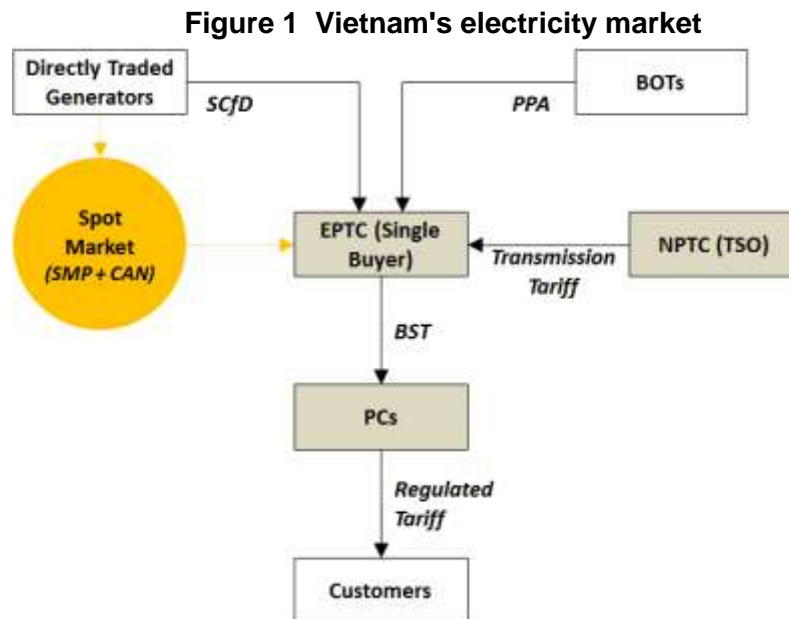 Figure 1 Vietnam's electricity market
Directly Traded
Generators
SCfD
PPA
BOTs
Spot
Market
(SMP + CAN)
EPTC (Single
Buyer)
Transmission
Tariff
NPTC (TSO)
BST
PCs
Regulated
Tariff
Customers